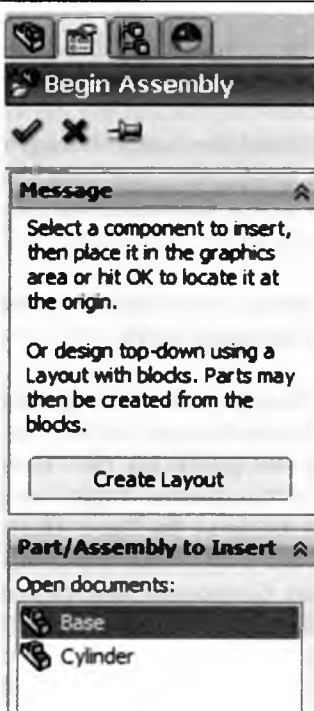 Begin Assembly
Message
Select a component to insert,
then place it in the graphics
area or hit OK to locate it at
the origin.
Or design top-down using a
Layout with blocks. Parts may
then be created from the
blocks.
Create Layout
Part/Assembly to Insert
Open documents:
Base
Cylinder